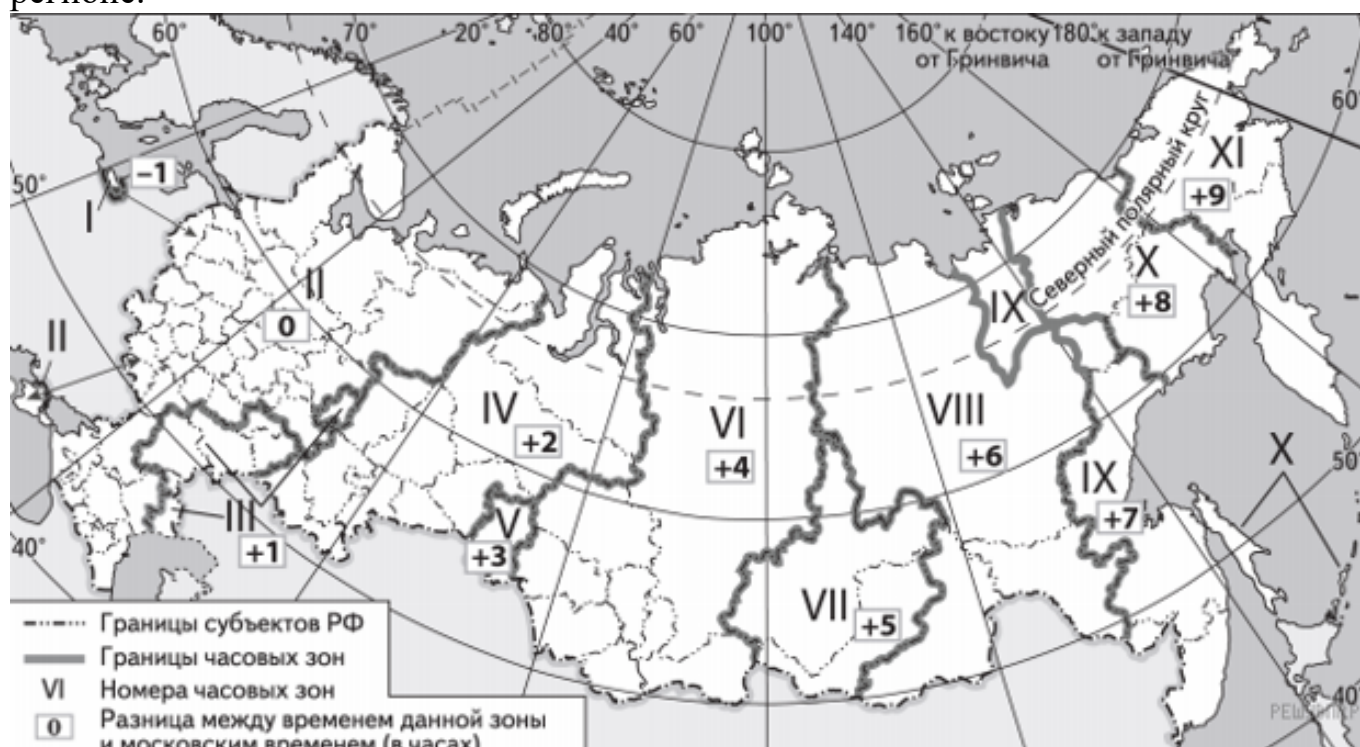 регионе.
60° 70° 20° 80° 40° 60° 100° 140° 160° к востоку 180° к западу
от Гринвича от Гринвича
60°
Северный полярный круг
XI
+9
–1
50°
I
X
+8
II
0
IX
II
IV
+2
VI
+4
VIII
+6
X
50°
IX
+7
III
+1
V
+3
40°
VII
+5
Границы субъектов РФ
Границы часовых зон
VI Номера часовых зон
0 Разница между временем данной зоны
и московским временем (в часах)
40°